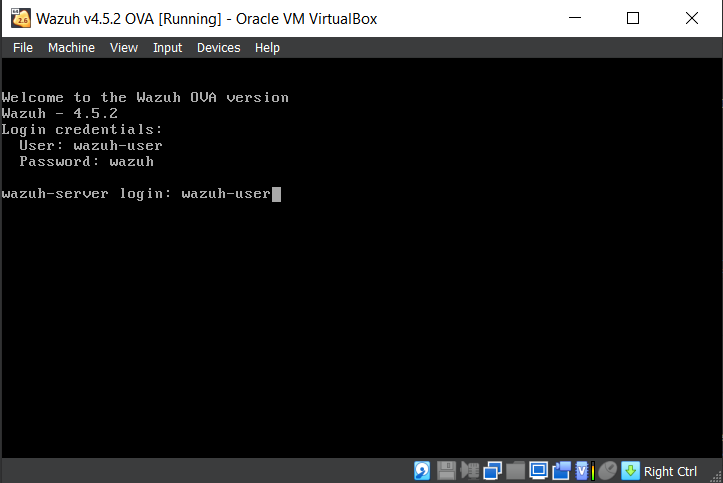 Wazuh v4.5.2 OVA [Running] - Oracle VM VirtualBox
File Machine View Input Devices Help
Welcome to the Wazuh OVA version
Wazuh - 4.5.2
Login credentials:
User: wazuh-user
Password: wazuh
wazuh-server login: wazuh-user
Right Ctrl